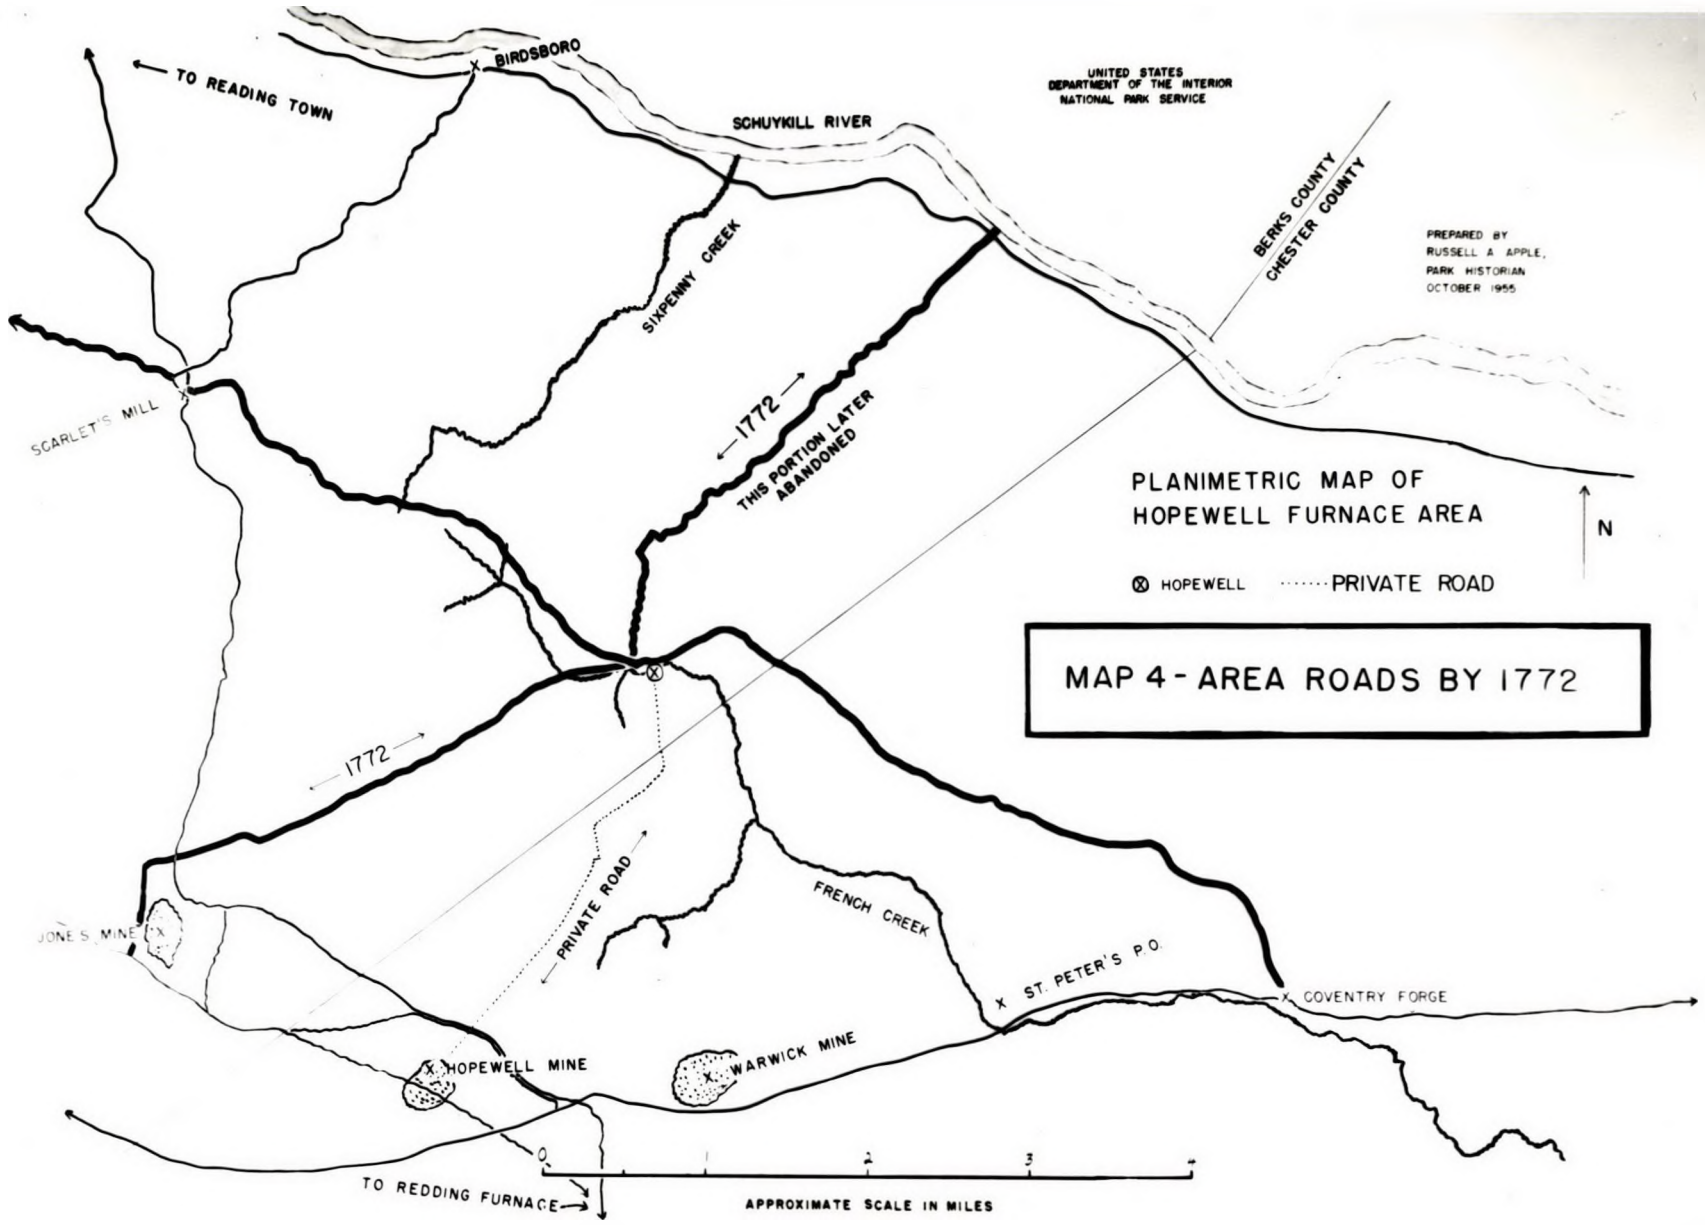 BIRDSBORO
TO READING TOWN
UNITED STATES
DEPARTMENT OF THE INTERIOR
NATIONAL PARK SERVICE
SCHUYKILL RIVER
BERKS COUNTY
CHESTER COUNTY
PREPARED BY
RUSSELL A APPLE,
PARK HISTORIAN
OCTOBER 1955
SIXPENNY CREEK
SCARLET'S MILL
1772
THIS PORTION LATER
ABANDONED
PLANIMETRIC MAP OF
HOPEWELL FURNACE AREA
N
HOPEWELL
PRIVATE ROAD
MAP 4 - AREA ROADS BY 1772
1772
PRIVATE ROAD
FRENCH CREEK
JONES MINE
ST. PETER'S P.O.
COVENTRY FORGE
HOPEWELL MINE
WARWICK MINE
0 1 2 3 4
TO REDDING FURNACE
APPROXIMATE SCALE IN MILES